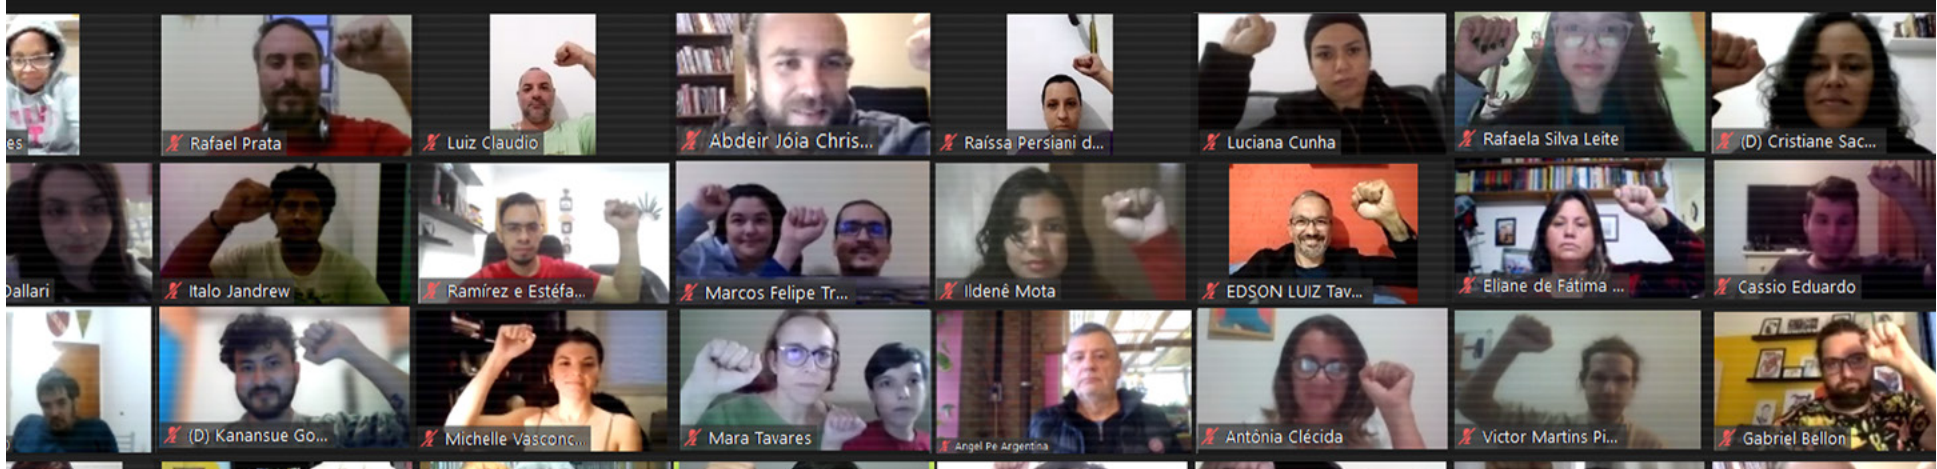 es
Rafael Prata
Luiz Claudio
Abdeir Jóia Chris...
Raíssa Persiani d...
Luciana Cunha
Rafaela Silva Leite
(D) Cristiane Sac...
Dallari
Italo Jandrew
Ramírez e Estéfa...
Marcos Felipe Tr...
Ildenê Mota
EDSON LUIZ Tav...
Eliane de Fátima ...
Cassio Eduardo
(D) Kanansue Go...
Michelle Vasconc...
Mara Tavares
Angel Pe Argentina
Antônia Clécida
Victor Martins Pi...
Gabriel Bellon